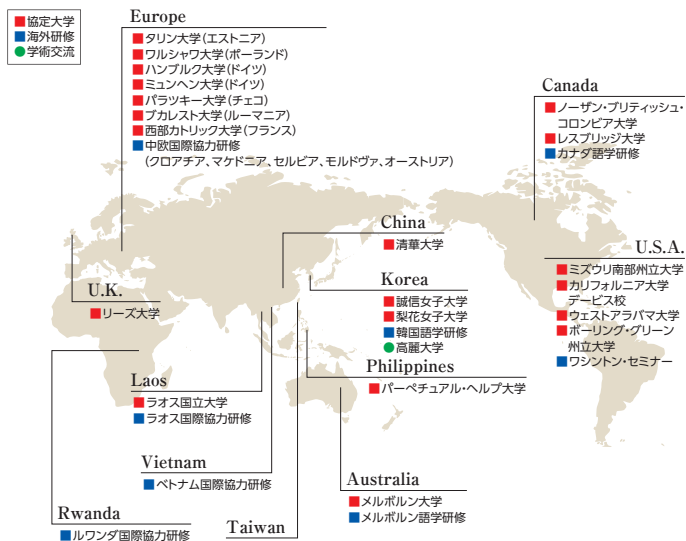 ■協定大学
■海外研修
●学術交流
Europe
■タリン大学(エストニア)
■ワルシャワ大学(ポーランド)
■ハンブルク大学(ドイツ)
■ミュンヘン大学(ドイツ)
■パラツキー大学(チェコ)
■ブカレスト大学(ルーマニア)
■西部カトリック大学(フランス)
■中欧国際協力研修
(クロアチア、マケドニア、セルビア、モルドヴァ、オーストリア)
Canada
■ノーザン・ブリティッシュ・
コロンビア大学
■レスブリッジ大学
■カナダ語学研修
China
■清華大学
U.S.A.
■ミズウリ南部州立大学
■カリフォルニア大学
デービス校
■ウェストアラバマ大学
■ボーリング・グリーン
州立大学
■ワシントン・セミナー
Korea
■誠信女子大学
■梨花女子大学
■韓国語学研修
●高麗大学
U.K.
■リーズ大学
Philippines
■パーペチュアル・ヘルプ大学
Laos
■ラオス国立大学
■ラオス国際協力研修
Vietnam
■ベトナム国際協力研修
Australia
■メルボルン大学
■メルボルン語学研修
Rwanda
■ルワンダ国際協力研修
Taiwan